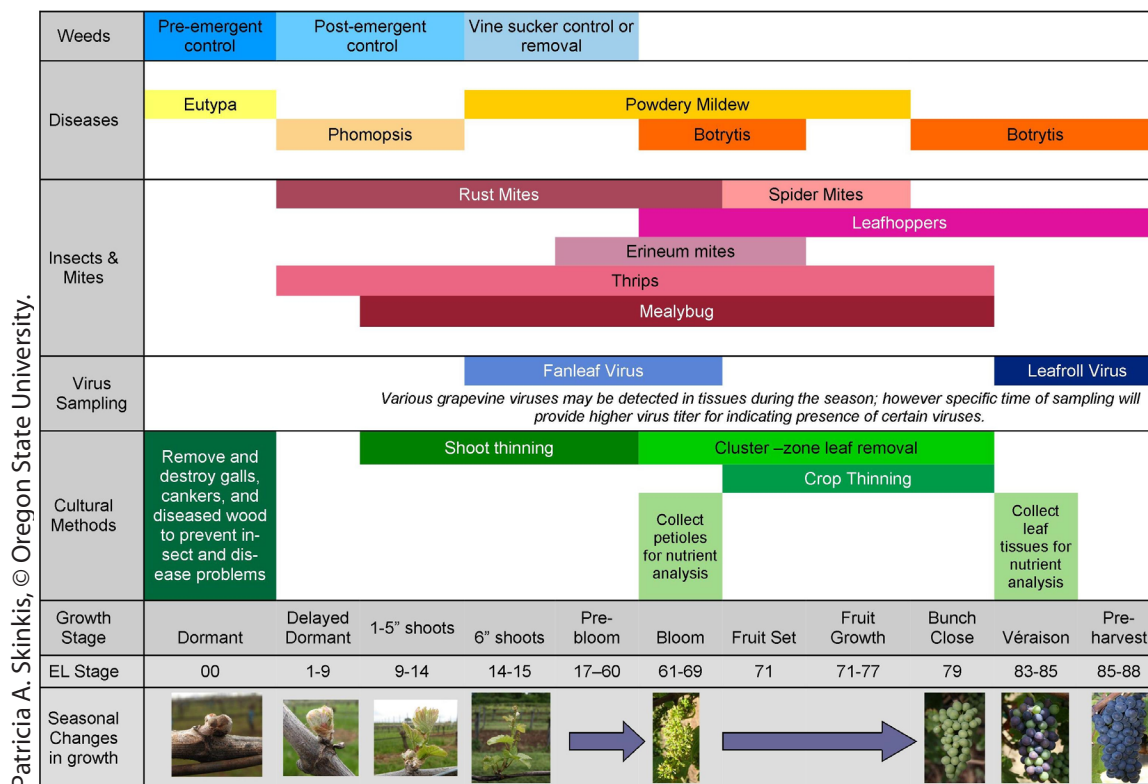 Patricia A. Skinkis, © Oregon State University.
Weeds
Pre-emergent
control
Post-emergent
control
Vine sucker control or
removal
Diseases
Eutypa
Powdery Mildew
Phomopsis
Botrytis
Botrytis
Insects &
Mites
Rust Mites
Spider Mites
Leafhoppers
Erineum mites
Thrips
Mealybug
Virus
Sampling
Fanleaf Virus
Leafroll Virus
Various grapevine viruses may be detected in tissues during the season; however specific time of sampling will
provide higher virus titer for indicating presence of certain viruses.
Cultural
Methods
Remove and
destroy galls,
cankers, and
diseased wood
to prevent in-
sect and dis-
ease problems
Shoot thinning
Cluster –zone leaf removal
Crop Thinning
Collect
petioles
for nutrient
analysis
Collect
leaf
tissues for
nutrient
analysis
Growth
Stage
Dormant
Delayed
Dormant
1-5” shoots
6” shoots
Pre-
bloom
Bloom
Fruit Set
Fruit
Growth
Bunch
Close
Véraison
Pre-
harvest
EL Stage
00
1-9
9-14
14-15
17–60
61-69
71
71-77
79
83-85
85-88
Seasonal
Changes
in growth